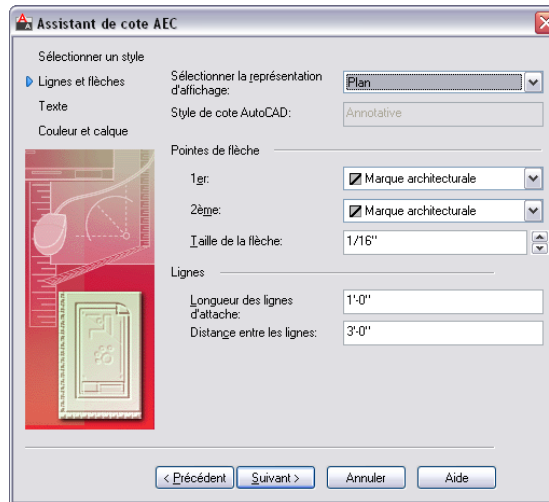 Assistant de cote AEC
Sélectionner un style
Lignes et flèches
Texte
Couleur et calque
Sélectionner la représentation
d'affichage:
Plan
Style de cote AutoCAD:
Annotative
Pointes de flèche
1er:
Marque architecturale
2ème:
Marque architecturale
Taille de la flèche:
1/16"
Lignes
Longueur des lignes
d'attache:
1'-0"
Distance entre les lignes:
3'-0"
< Précédent
Suivant >
Annuler
Aide